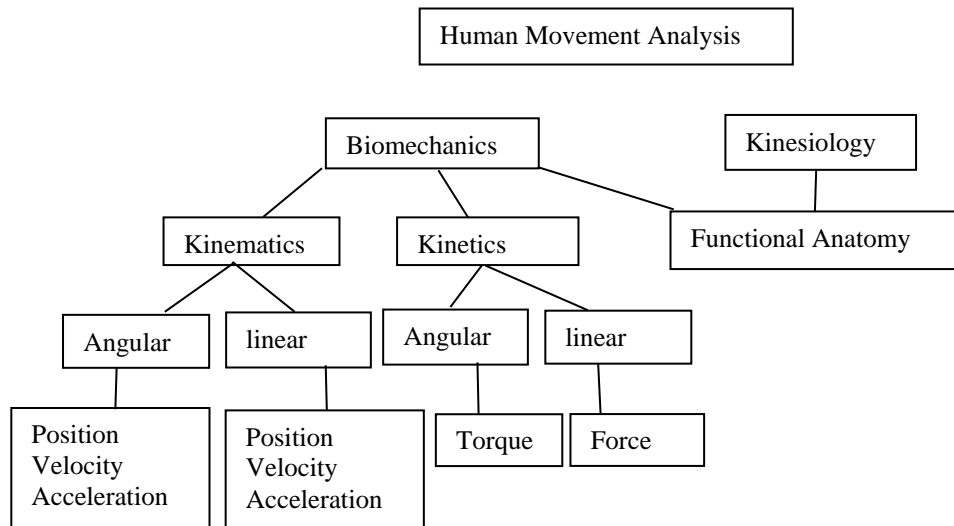 Human Movement Analysis
Biomechanics
Kinesiology
Kinematics
Kinetics
Functional Anatomy
Angular
linear
Angular
linear
Position
Velocity
Acceleration
Position
Velocity
Acceleration
Torque
Force